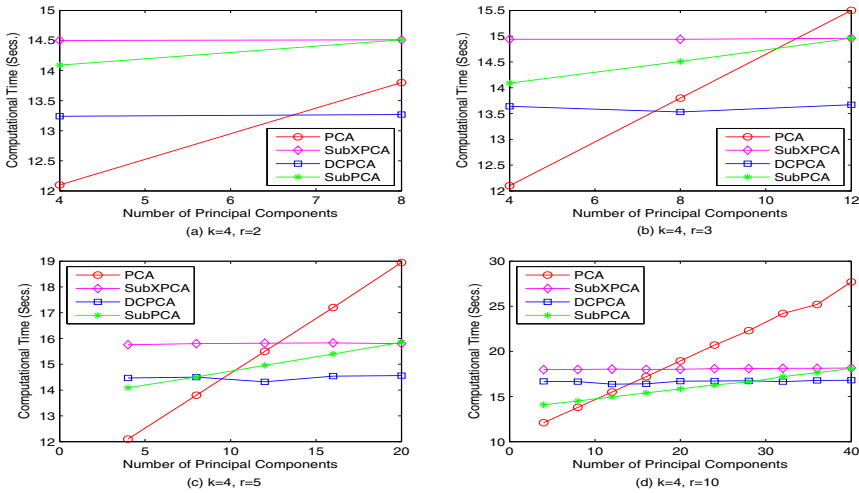 15
14.5
14
13.5
13
12.5
12
4
5
6
7
8
Computational Time (Secs.)
Number of Principal Components
PCA
SubXPCA
DCPCA
SubPCA
(a) k=4, r=2
15.5
15
14.5
14
13.5
13
12.5
12
4
6
8
10
12
Computational Time (Secs.)
Number of Principal Components
PCA
SubXPCA
DCPCA
SubPCA
(b) k=4, r=3
19
18
17
16
15
14
13
12
0
5
10
15
20
Computational Time (Secs.)
Number of Principal Components
PCA
SubXPCA
DCPCA
SubPCA
(c) k=4, r=5
30
25
20
15
10
0
10
20
30
40
Computational Time (Secs.)
Number of Principal Components
PCA
SubXPCA
DCPCA
SubPCA
(d) k=4, r=10